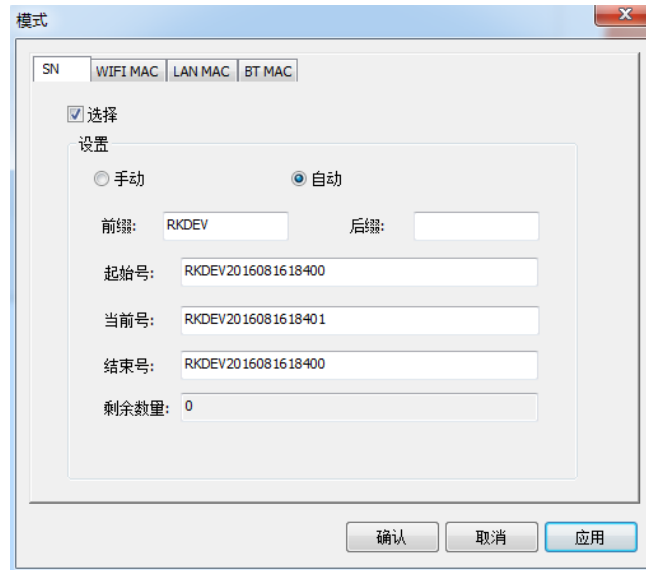 模式
SN WIFI MAC LAN MAC BT MAC
选择
设置
手动 自动
前缀: RKDEV 后缀:
起始号: RKDEV2016081618400
当前号: RKDEV2016081618401
结束号: RKDEV2016081618400
剩余数量: 0
确认 取消 应用